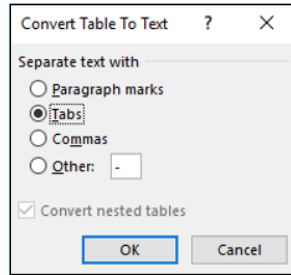 Convert Table To Text ? ×
Separate text with
Paragraph marks
Tabs
Commas
Other: -
Convert nested tables
OK Cancel